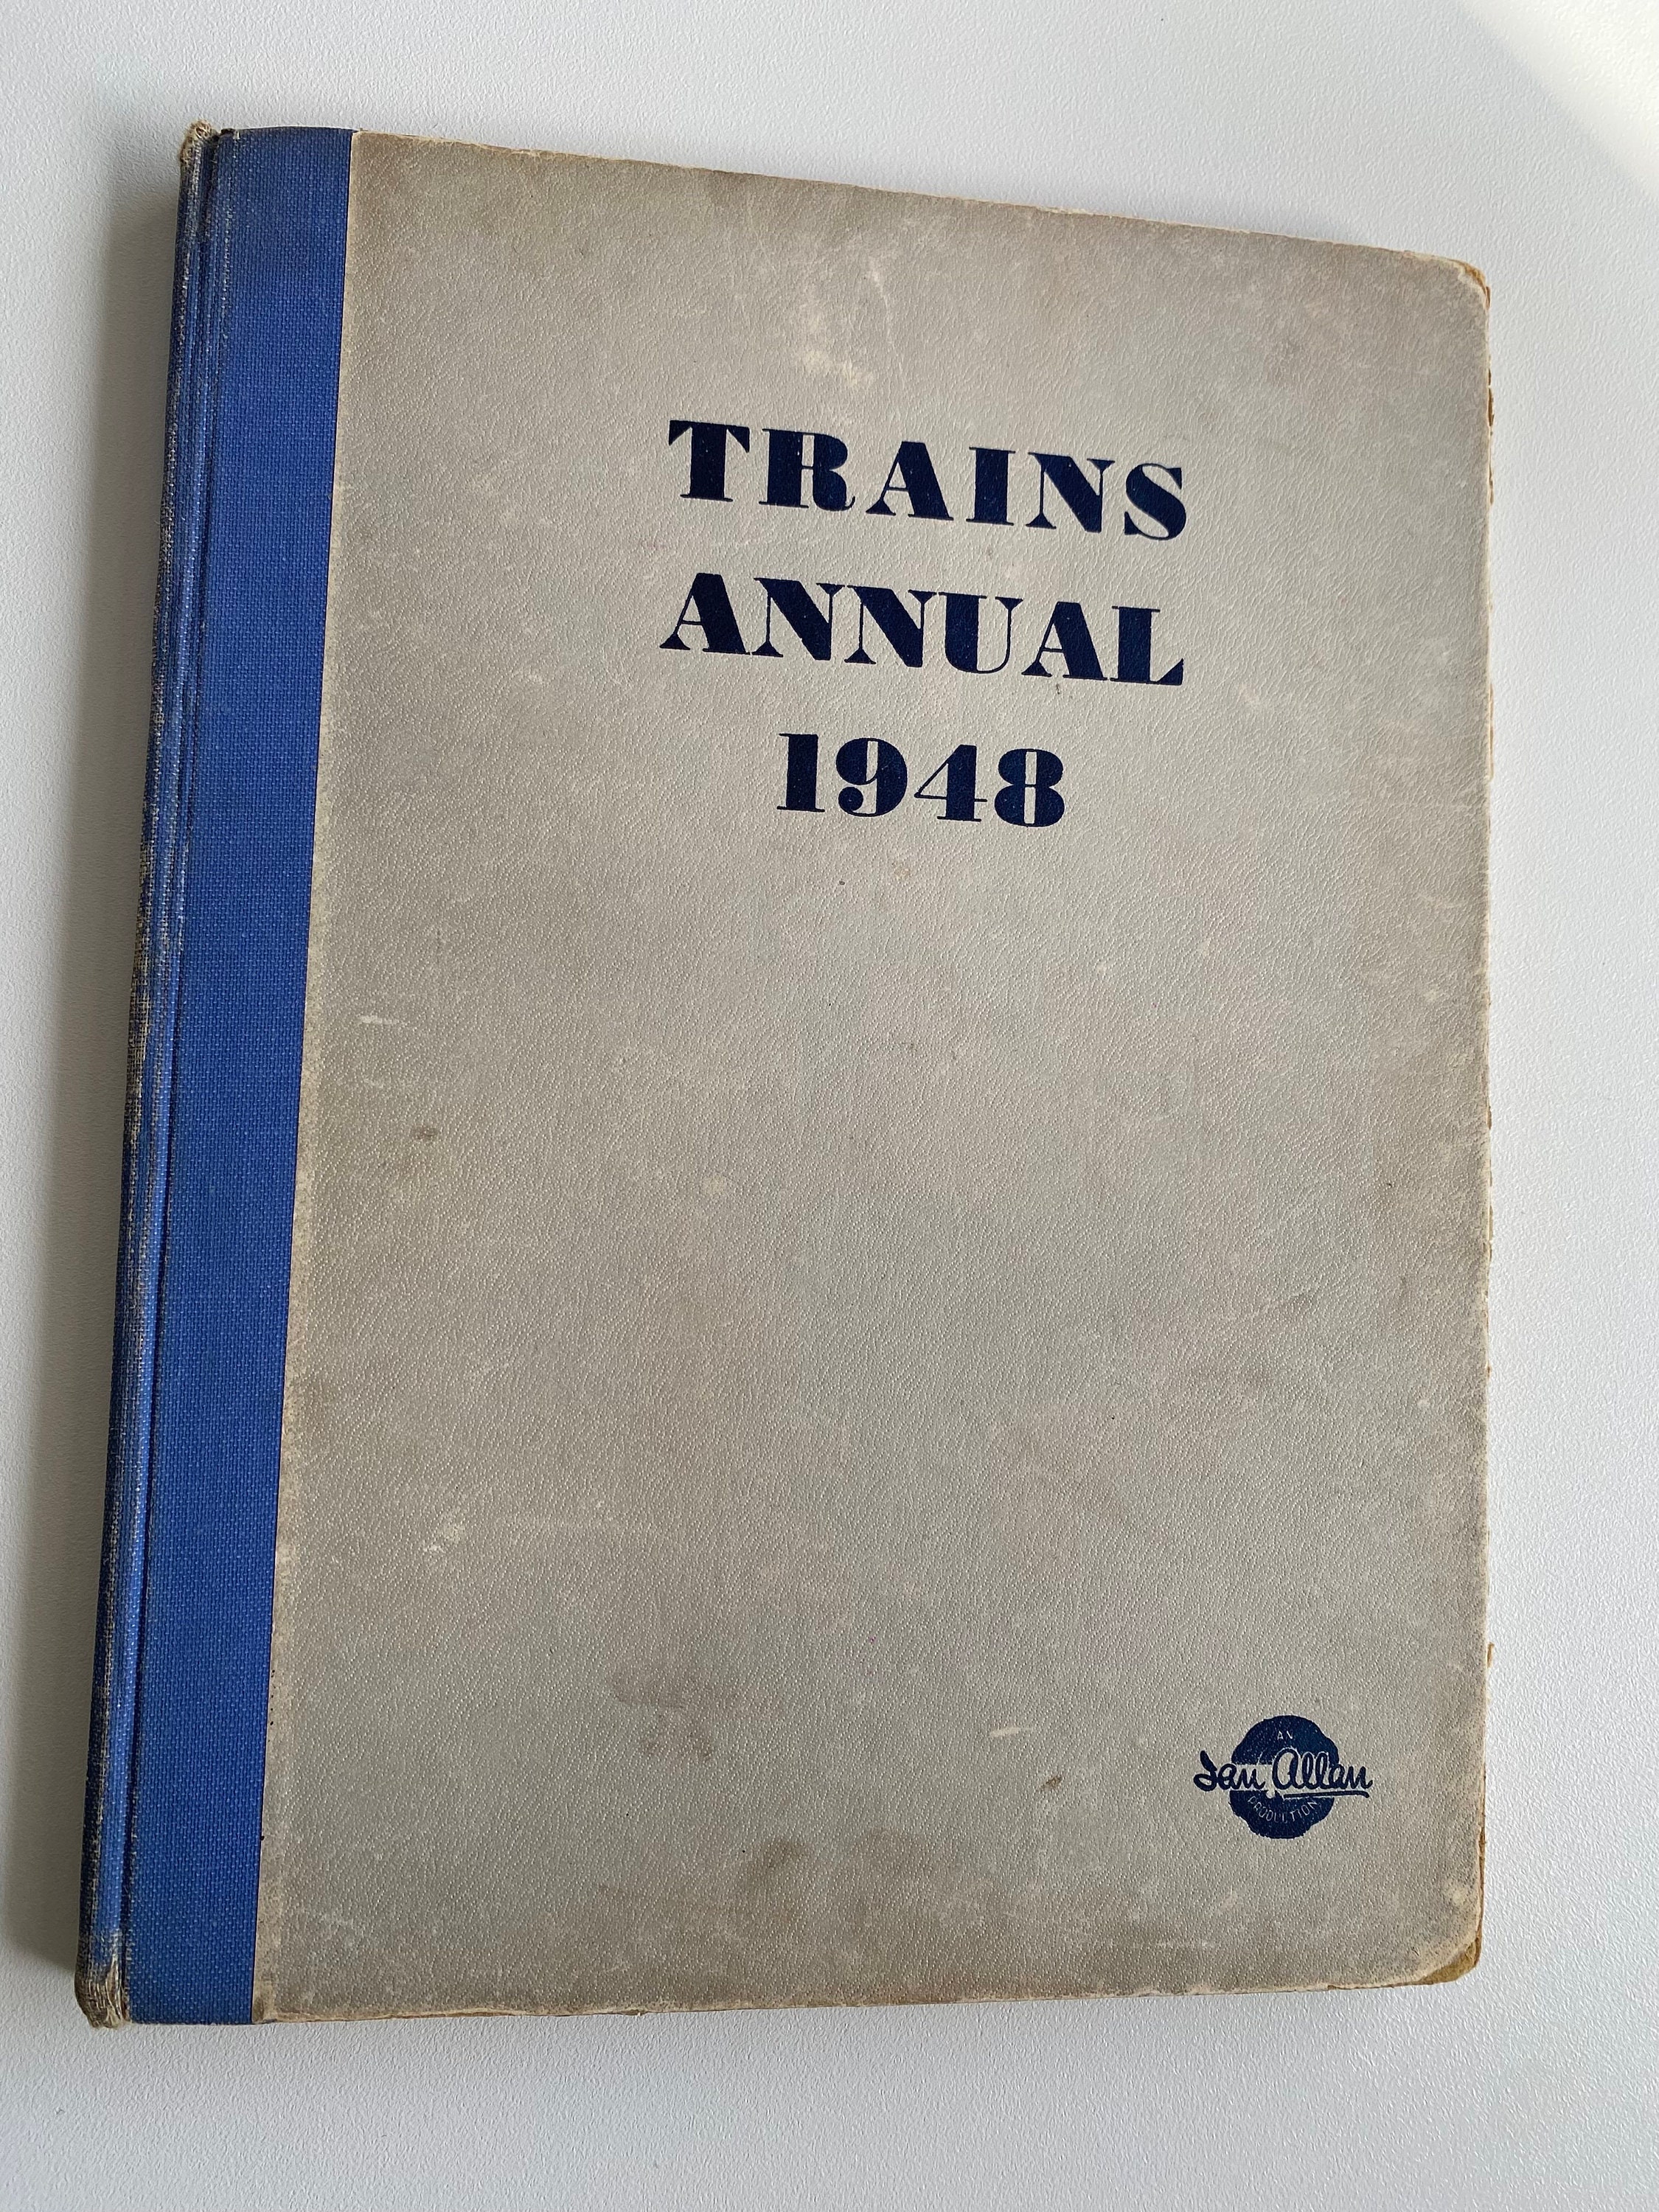 TRAINS
ANNUAL
1948
AN
Ian Allan
PRODUCTION